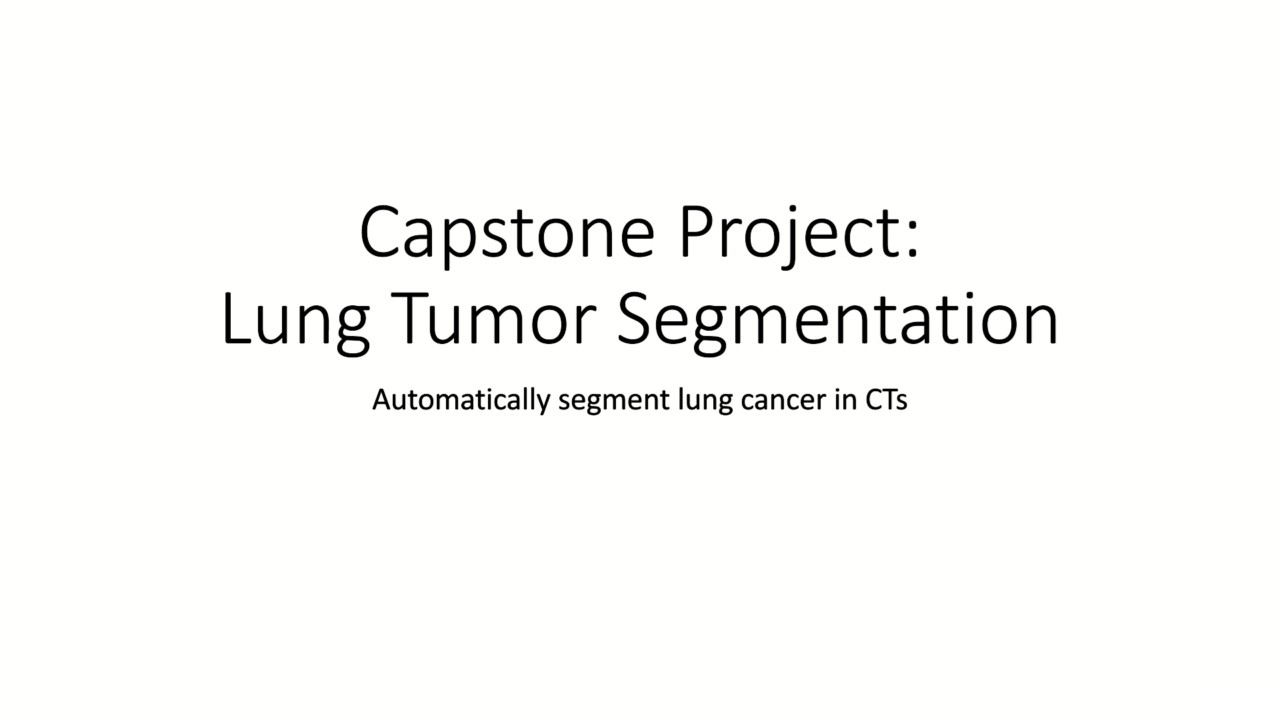 Capstone Project:
Lung Tumor Segmentation
Automatically segment lung cancer in CTs